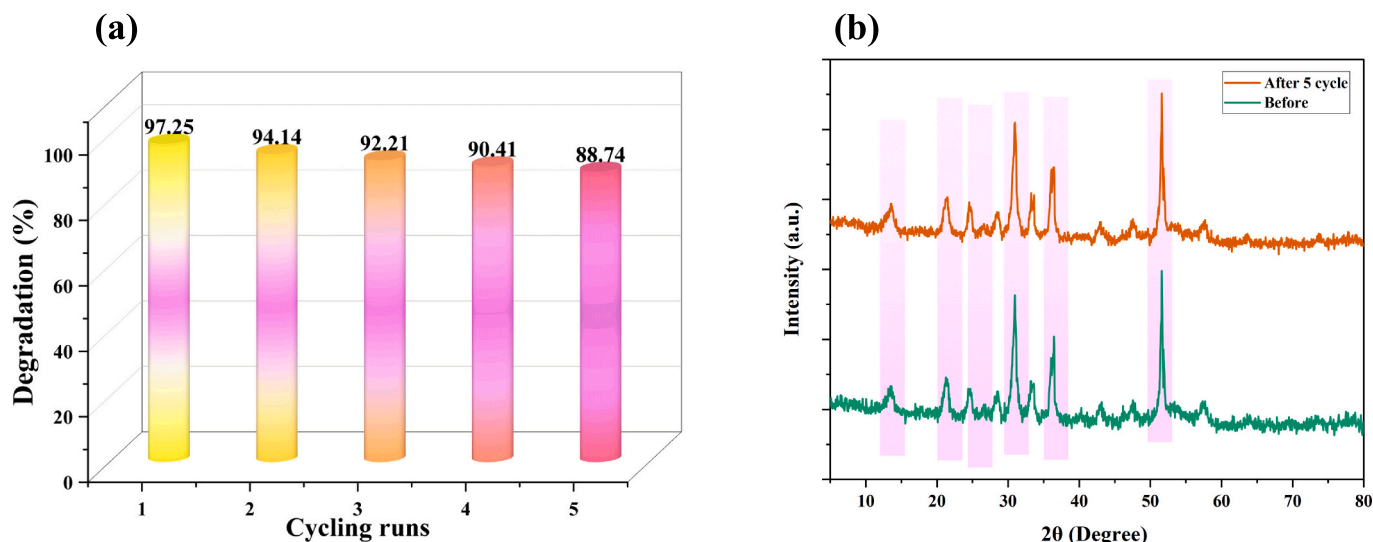 (a)
97.25
94.14
92.21
90.41
88.74
100
80
60
40
20
0
Degradation (%)
1 2 3 4 5
Cycling runs
(b)
After 5 cycle
Before
Intensity (a.u.)
10 20 30 40 50 60 70 80
2θ (Degree)